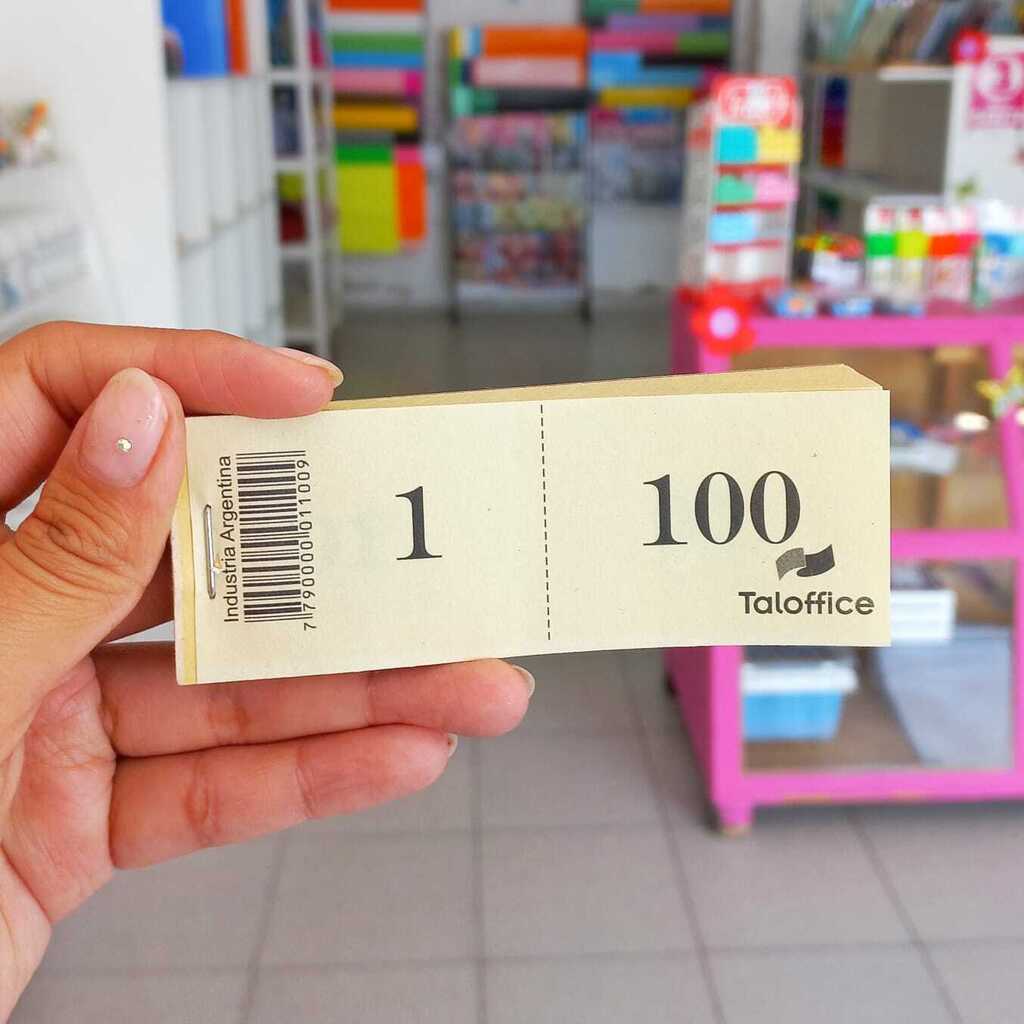 Industria Argentina
7790000011009
1
100
Taloffice